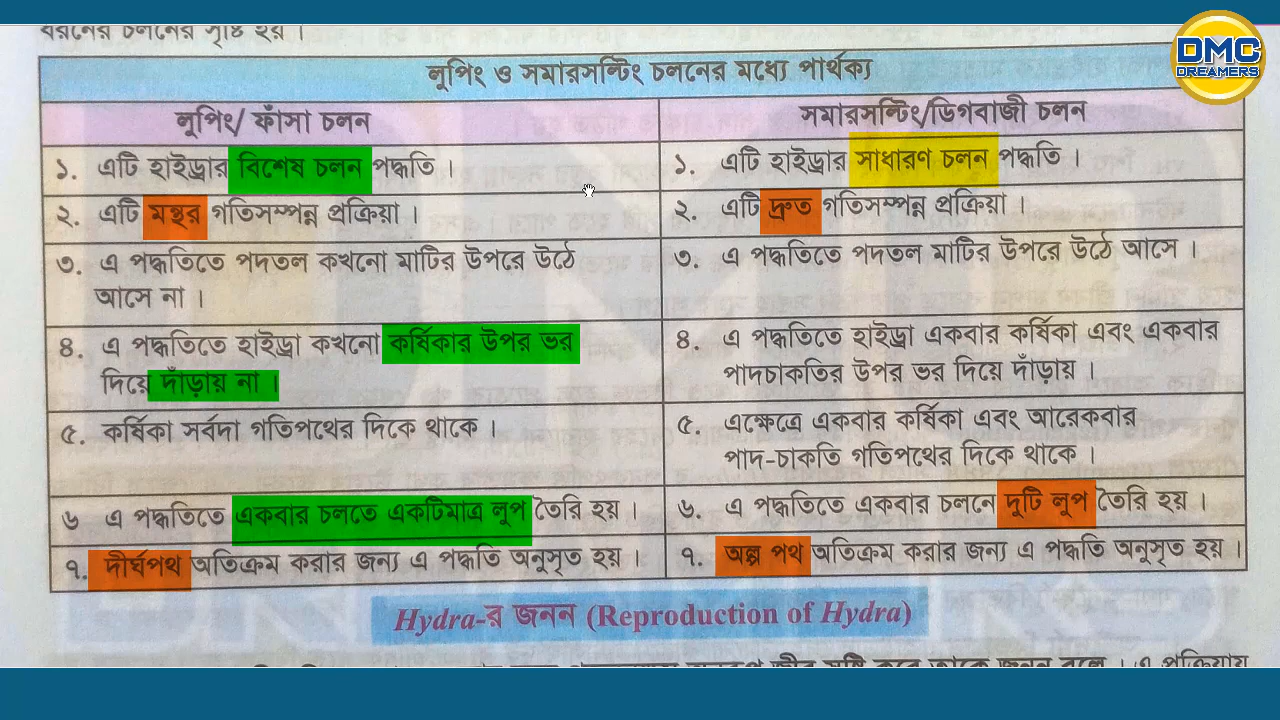 ধরনের চলনের সৃষ্টি হয় ।
DMC
DREAMERS
লুপিং ও সমারসল্টিং চলনের মধ্যে পার্থক্য
লুপিং/ ফাঁসা চলন
সমারসল্টিং/ডিগবাজী চলন
১. এটি হাইড্রার বিশেষ চলন পদ্ধতি ।
১. এটি হাইড্রার সাধারণ চলন পদ্ধতি ।
২. এটি মন্থর গতিসম্পন্ন প্রক্রিয়া ।
২. এটি দ্রুত গতিসম্পন্ন প্রক্রিয়া ।
৩. এ পদ্ধতিতে পদতল কখনো মাটির উপরে উঠে
আসে না ।
৩. এ পদ্ধতিতে পদতল মাটির উপরে উঠে আসে ।
৪. এ পদ্ধতিতে হাইড্রা কখনো কর্ষিকার উপর ভর
দিয়ে দাঁড়ায় না ।
৪. এ পদ্ধতিতে হাইড্রা একবার কর্ষিকা এবং একবার
পাদচাকতির উপর ভর দিয়ে দাঁড়ায় ।
৫. কর্ষিকা সর্বদা গতিপথের দিকে থাকে ।
৫. এক্ষেত্রে একবার কর্ষিকা এবং আরেকবার
পাদ-চাকতি গতিপথের দিকে থাকে ।
৬ এ পদ্ধতিতে একবার চলতে একটিমাত্র লুপ তৈরি হয় ।
৬. এ পদ্ধতিতে একবার চলনে দুটি লুপ তৈরি হয় ।
৭. দীর্ঘপথ অতিক্রম করার জন্য এ পদ্ধতি অনুসৃত হয় ।
৭. অল্প পথ অতিক্রম করার জন্য এ পদ্ধতি অনুসৃত হয় ।
Hydra-র জনন (Reproduction of Hydra)
সৃষ্টি করে তাকে জনন বলে । এ প্রক্রিয়ায়